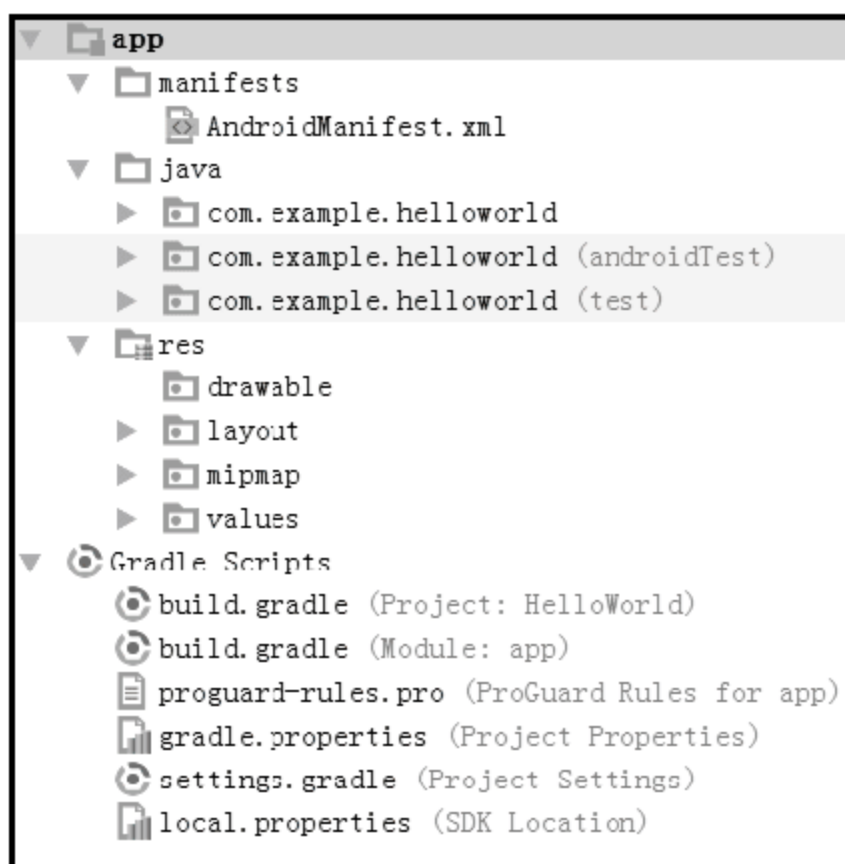 app
manifests
AndroidManifest.xml
java
com.example.helloworld
com.example.helloworld (androidTest)
com.example.helloworld (test)
res
drawable
layout
mipmap
values
Gradle Scripts
build.gradle (Project: HelloWorld)
build.gradle (Module: app)
proguard-rules.pro (ProGuard Rules for app)
gradle.properties (Project Properties)
settings.gradle (Project Settings)
local.properties (SDK Location)